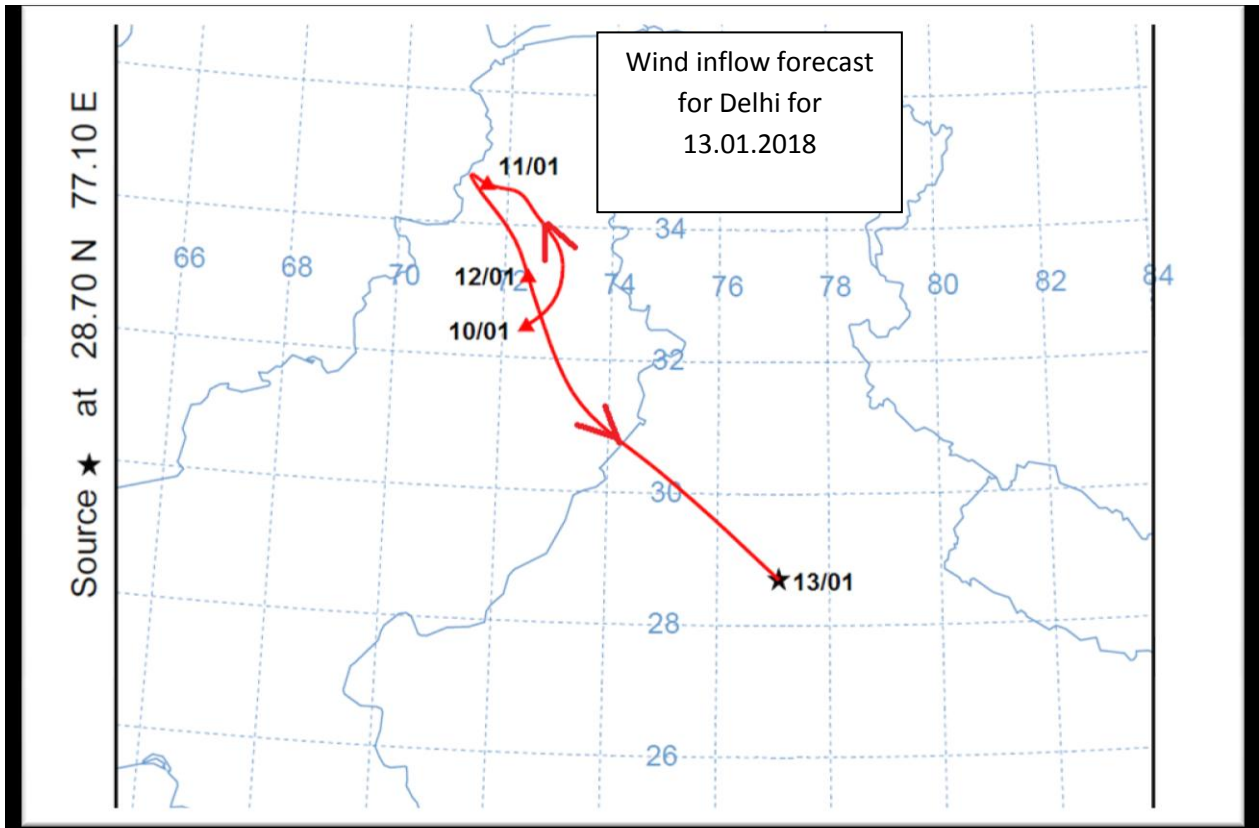 Wind inflow forecast
for Delhi for
13.01.2018
Source ★ at 28.70 N 77.10 E
11/01
34
66 68 70 12/01 72 74 76 78 80 82 84
10/01
32
30
13/01
28
26